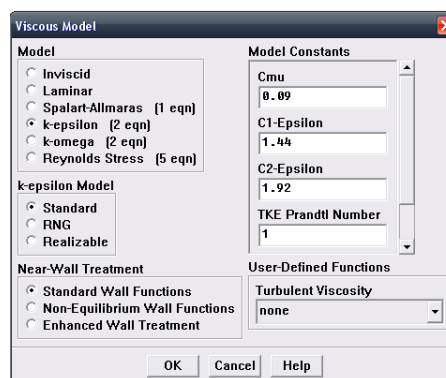 Viscous Model
Model
Inviscid
Laminar
Spalart-Allmaras (1 eqn)
k-epsilon (2 eqn)
k-omega (2 eqn)
Reynolds Stress (5 eqn)
k-epsilon Model
Standard
RNG
Realizable
Near-Wall Treatment
Standard Wall Functions
Non-Equilibrium Wall Functions
Enhanced Wall Treatment
Model Constants
Cmu
0.09
C1-Epsilon
1.44
C2-Epsilon
1.92
TKE Prandtl Number
1
User-Defined Functions
Turbulent Viscosity
none
OK
Cancel
Help